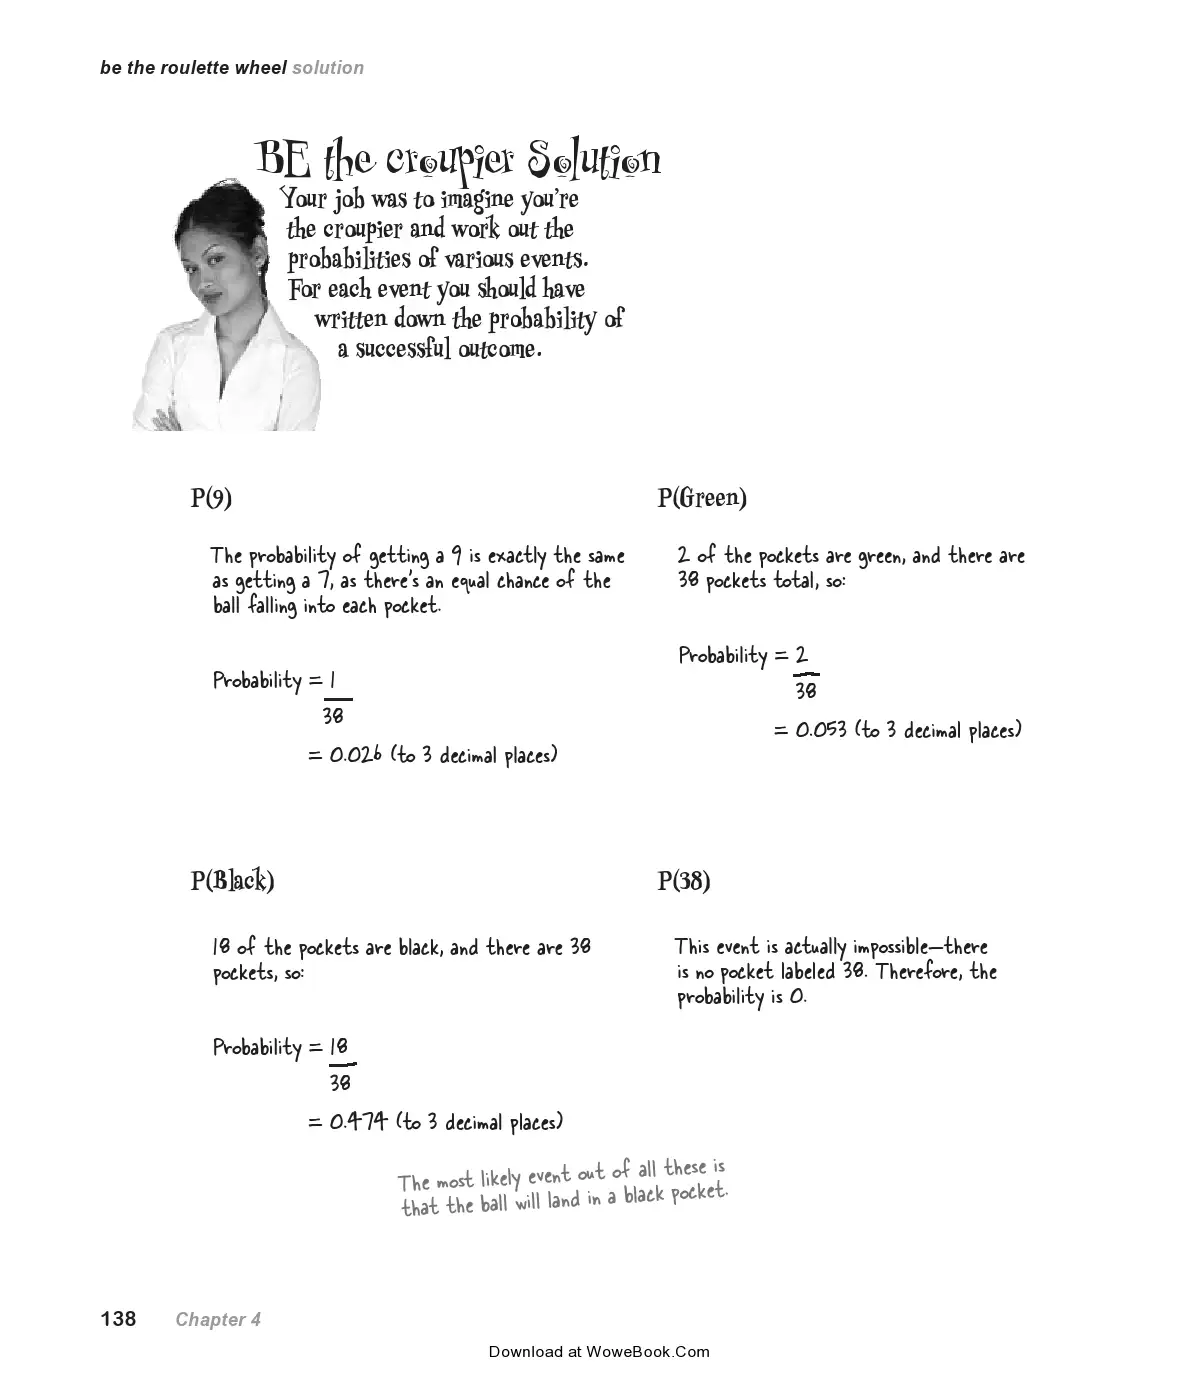 be the roulette wheel solution
BE the croupier Solution
Your job was to imagine you're
the croupier and work out the
probabilities of various events.
For each event you should have
written down the probability of
a successful outcome.
P(9)
The probability of getting a 9 is exactly the same
as getting a 7, as there's an equal chance of the
ball falling into each pocket.
Probability = 1
38
= 0.026 (to 3 decimal places)
P(Green)
2 of the pockets are green, and there are
38 pockets total, so:
Probability = 2
38
= 0.053 (to 3 decimal places)
P(Black)
18 of the pockets are black, and there are 38
pockets, so:
Probability = 18
38
= 0.474 (to 3 decimal places)
P(38)
This event is actually impossible—there
is no pocket labeled 38. Therefore, the
probability is 0.
The most likely event out of all these is
that the ball will land in a black pocket.
138 Chapter 4
Download at WoweBook.Com